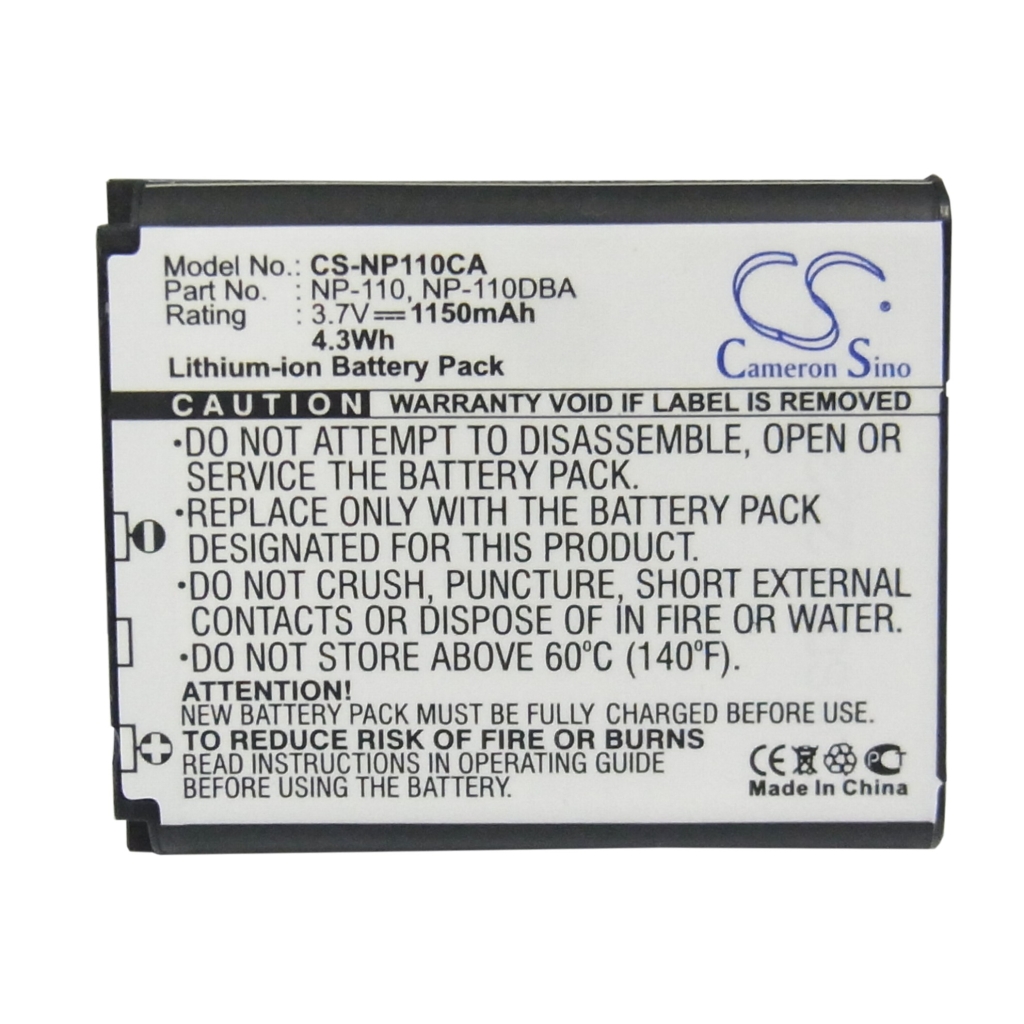 Model No.: CS-NP110CA
Part No. : NP-110, NP-110DBA
Rating : 3.7V⎓1150mAh
4.3Wh
Lithium-ion Battery Pack
CS®
Cameron Sino
CAUTION WARRANTY VOID IF LABEL IS REMOVED
•DO NOT ATTEMPT TO DISASSEMBLE, OPEN OR
SERVICE THE BATTERY PACK.
•REPLACE ONLY WITH THE BATTERY PACK
DESIGNATED FOR THIS PRODUCT.
•DO NOT CRUSH, PUNCTURE, SHORT EXTERNAL
CONTACTS OR DISPOSE OF IN FIRE OR WATER.
•DO NOT STORE ABOVE 60°C (140°F).
ATTENTION!
NEW BATTERY PACK MUST BE FULLY CHARGED BEFORE USE.
TO REDUCE RISK OF FIRE OR BURNS
READ INSTRUCTIONS IN OPERATING GUIDE
BEFORE USING THE BATTERY.
CE PCT
Made In China